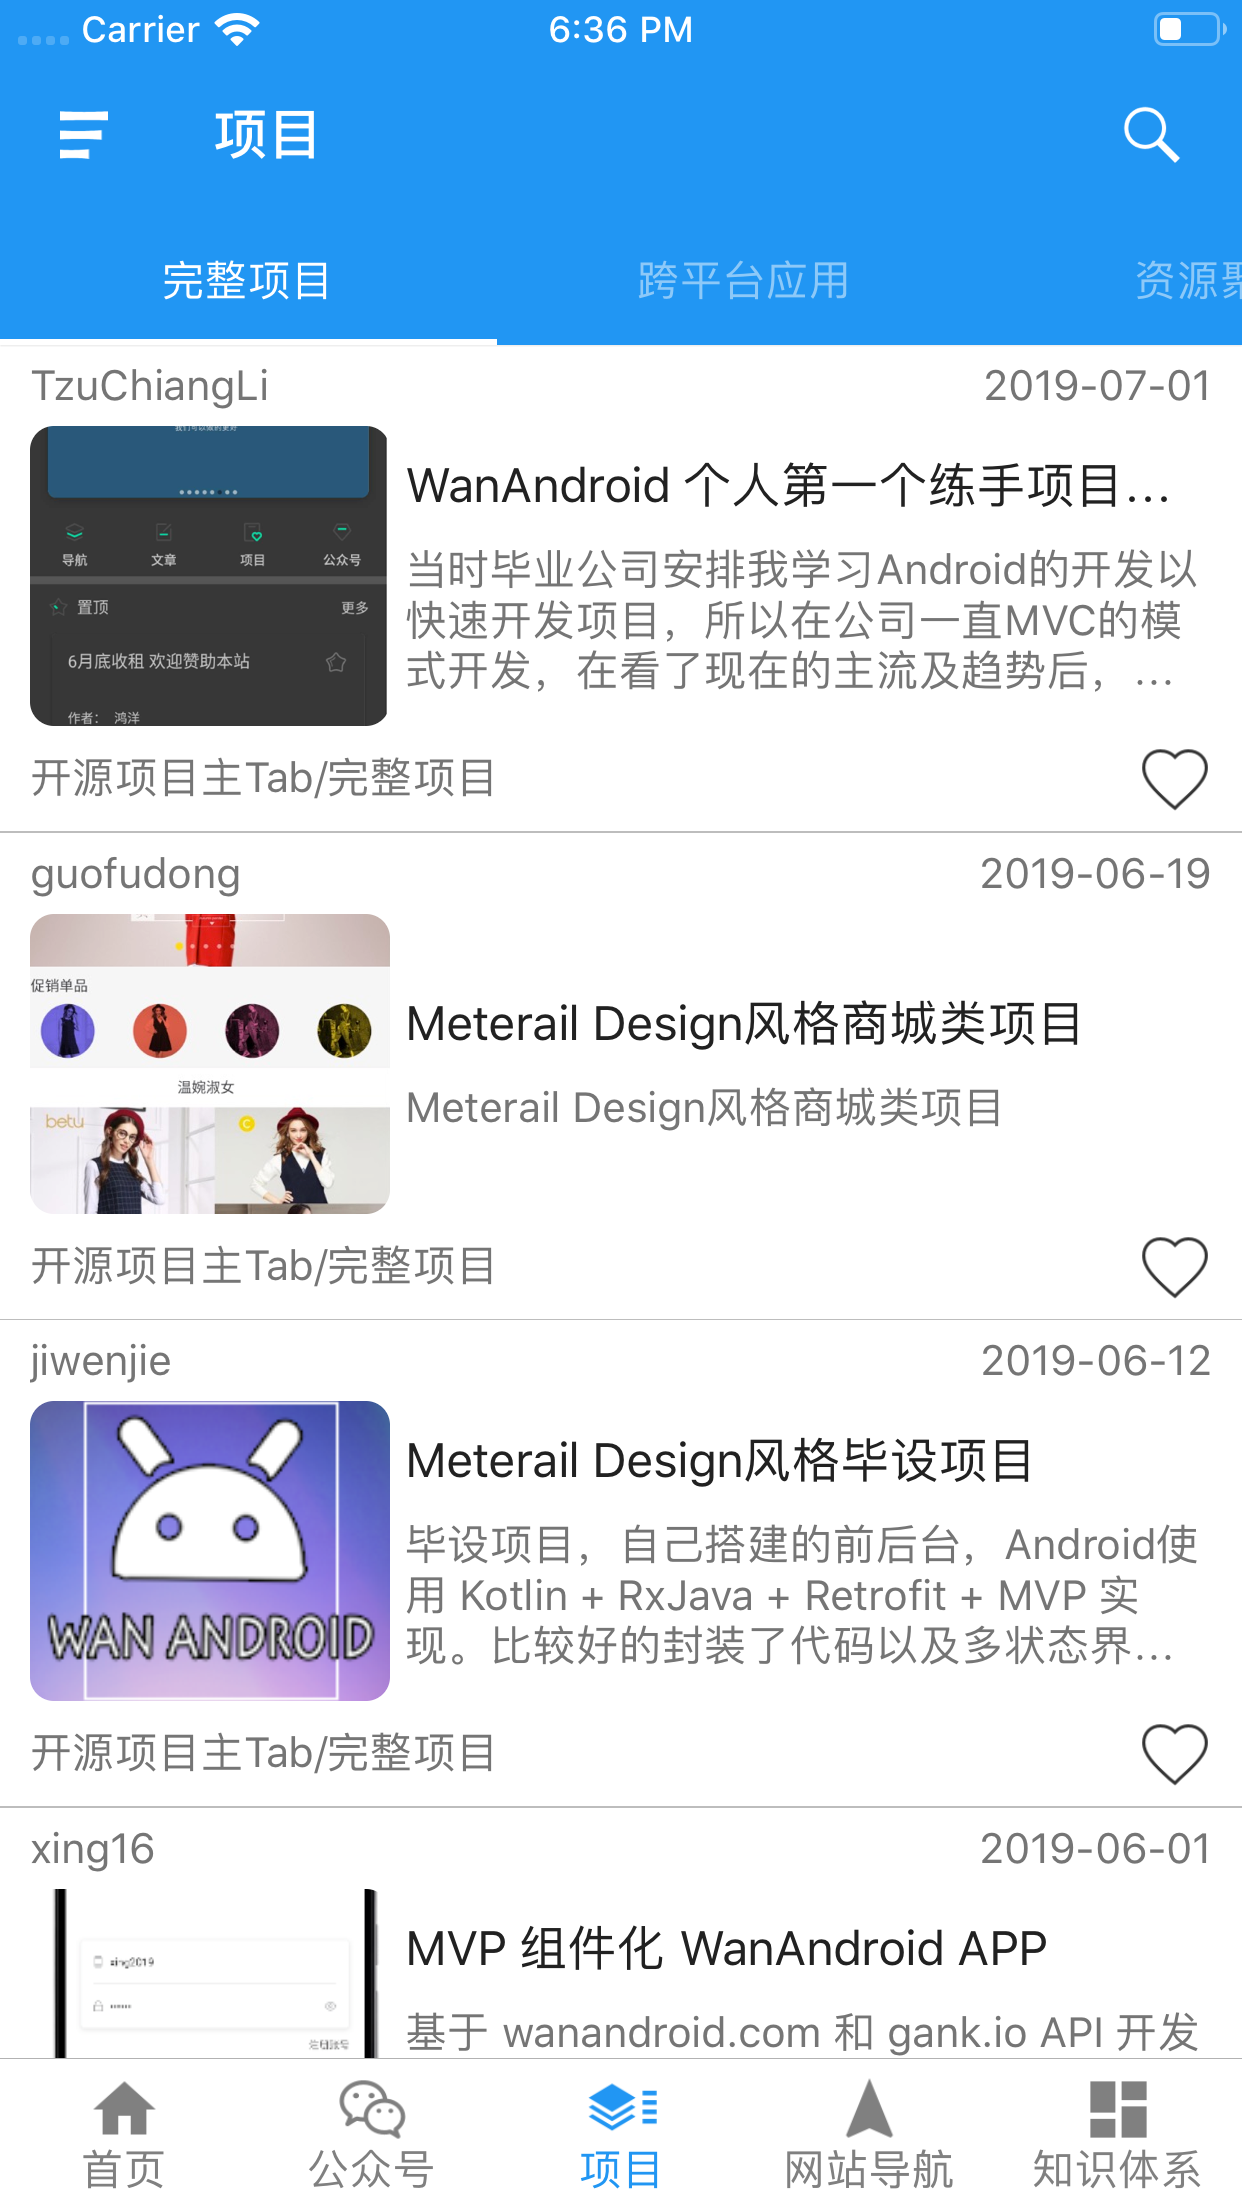 Carrier
6:36 PM
项目
完整项目
跨平台应用
资源聚
TzuChiangLi
2019-07-01
我们可以做的更好
导航
文章
项目
公众号
置顶
更多
6月底收租 欢迎赞助本站
作者： 鸿洋
WanAndroid 个人第一个练手项目...
当时毕业公司安排我学习Android的开发以
快速开发项目，所以在公司一直MVC的模
式开发，在看了现在的主流及趋势后，...
开源项目主Tab/完整项目
guofudong
2019-06-19
促销单品
温婉淑女
betu
C
Meterail Design风格商城类项目
Meterail Design风格商城类项目
开源项目主Tab/完整项目
jiwenjie
2019-06-12
WAN ANDROID
Meterail Design风格毕设项目
毕设项目，自己搭建的前后台，Android使
用 Kotlin + RxJava + Retrofit + MVP 实
现。比较好的封装了代码以及多状态界...
开源项目主Tab/完整项目
xing16
2019-06-01
xing2019
注册账号
MVP 组件化 WanAndroid APP
基于 wanandroid.com 和 gank.io API 开发
首页
公众号
项目
网站导航
知识体系